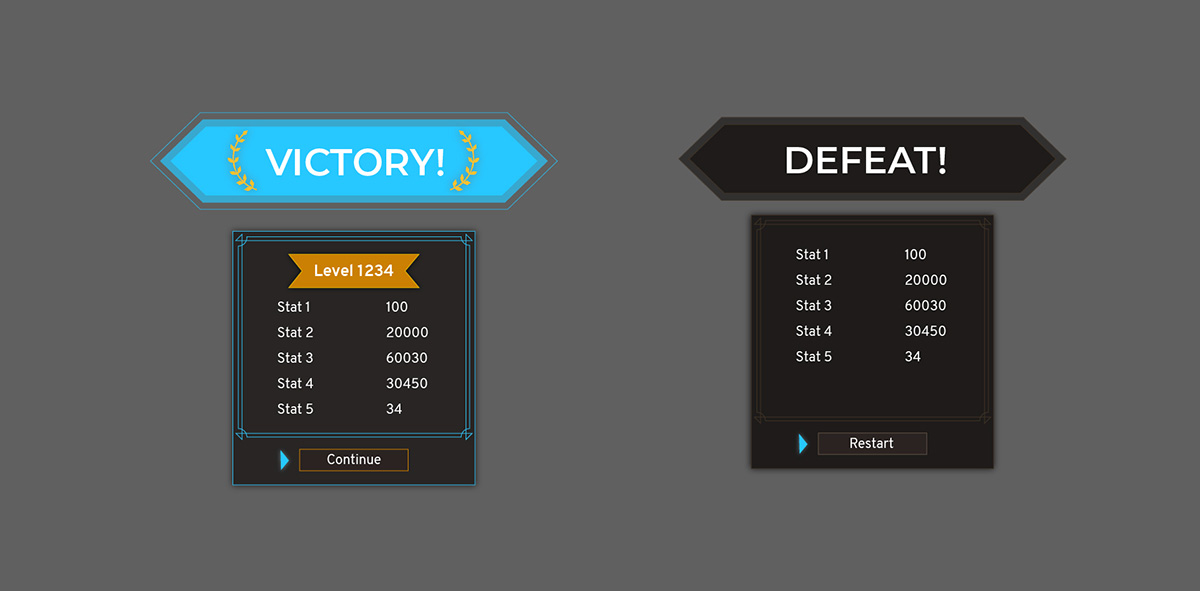 VICTORY!
Level 1234
Stat 1 100
Stat 2 20000
Stat 3 60030
Stat 4 30450
Stat 5 34
Continue
DEFEAT!
Stat 1 100
Stat 2 20000
Stat 3 60030
Stat 4 30450
Stat 5 34
Restart